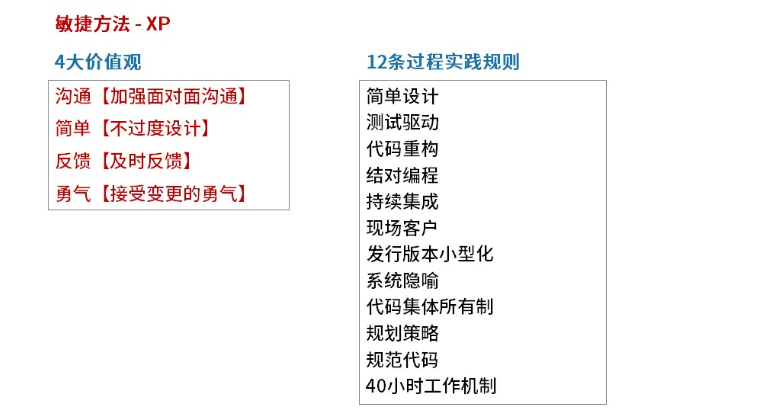 敏捷方法 - XP
4大价值观
沟通【加强面对面沟通】
简单【不过度设计】
反馈【及时反馈】
勇气【接受变更的勇气】
12条过程实践规则
简单设计
测试驱动
代码重构
结对编程
持续集成
现场客户
发行版本小型化
系统隐喻
代码集体所有制
规划策略
规范代码
40小时工作机制